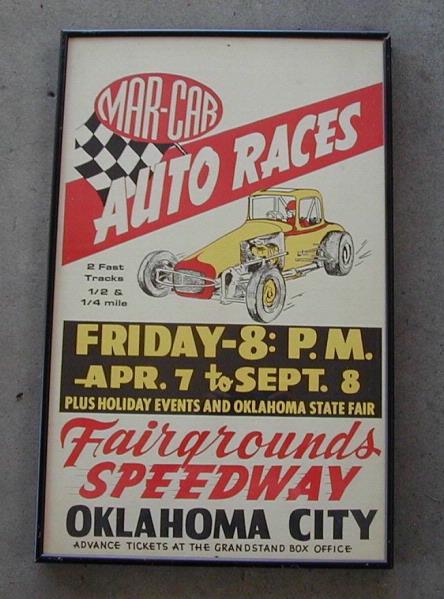 MAR-CAR
AUTO RACES
2 Fast
Tracks
1/2 &
1/4 mile
FRIDAY-8: P.M.
APR. 7 to SEPT. 8
PLUS HOLIDAY EVENTS AND OKLAHOMA STATE FAIR
Fairgrounds
SPEEDWAY
OKLAHOMA CITY
ADVANCE TICKETS AT THE GRANDSTAND BOX OFFICE